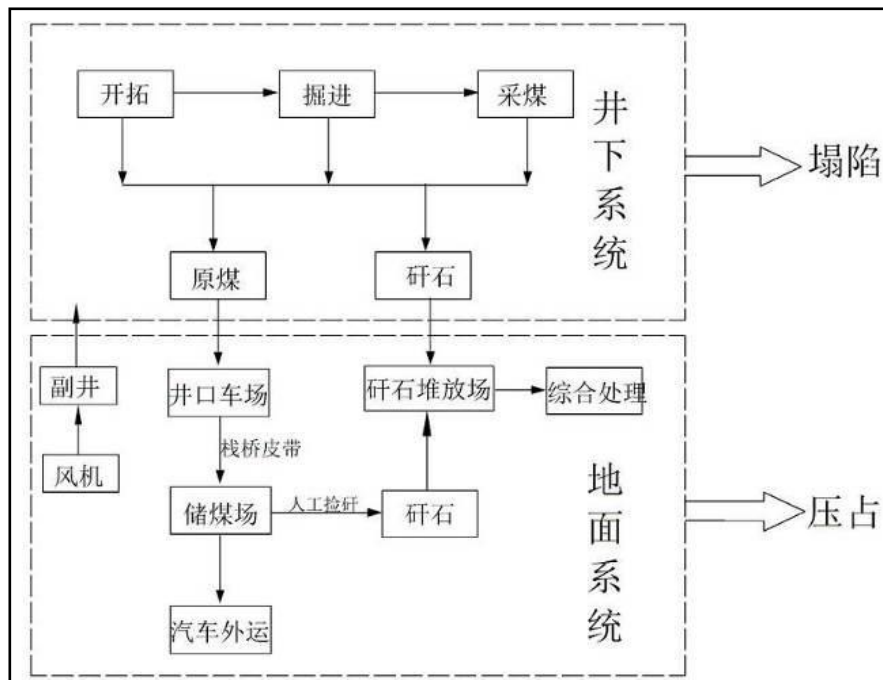 开拓
掘进
采煤
井下系统
塌陷
原煤
矸石
副井
风机
井口车场
矸石堆放场
综合处理
栈桥皮带
储煤场
人工捡矸
矸石
汽车外运
地面系统
压占